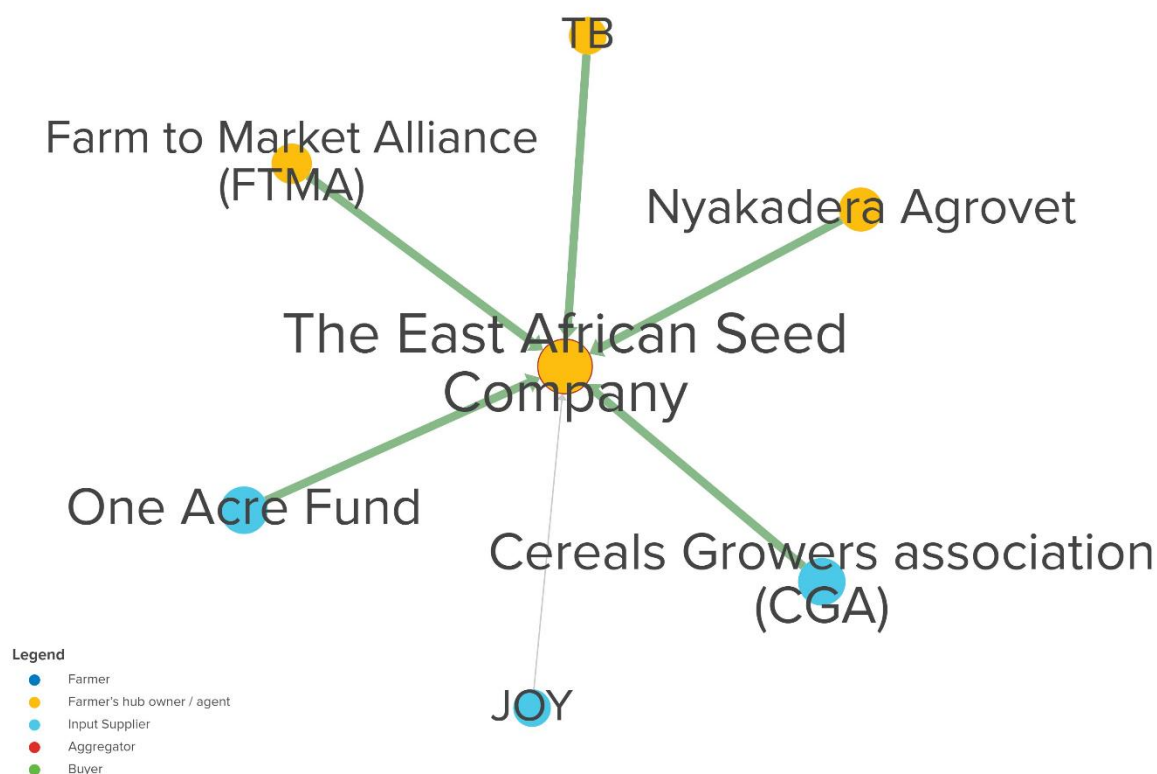 TB
Farm to Market Alliance
(FTMA)
Nyakadera Agrovet
The East African Seed
Company
One Acre Fund
Cereals Growers association
(CGA)
JOY
Legend
Farmer
Farmer's hub owner / agent
Input Supplier
Aggregator
Buyer